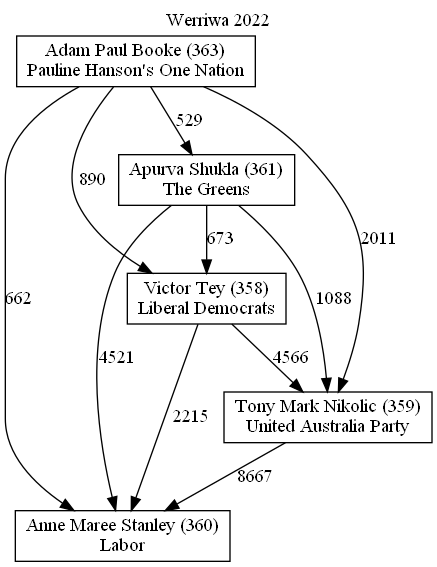 Werriwa 2022
Adam Paul Booke (363)
Pauline Hanson's One Nation
529
Apurva Shukla (361)
The Greens
890
2011
673
Victor Tey (358)
Liberal Democrats
662
1088
4521
4566
2215
Tony Mark Nikolic (359)
United Australia Party
8667
Anne Maree Stanley (360)
Labor